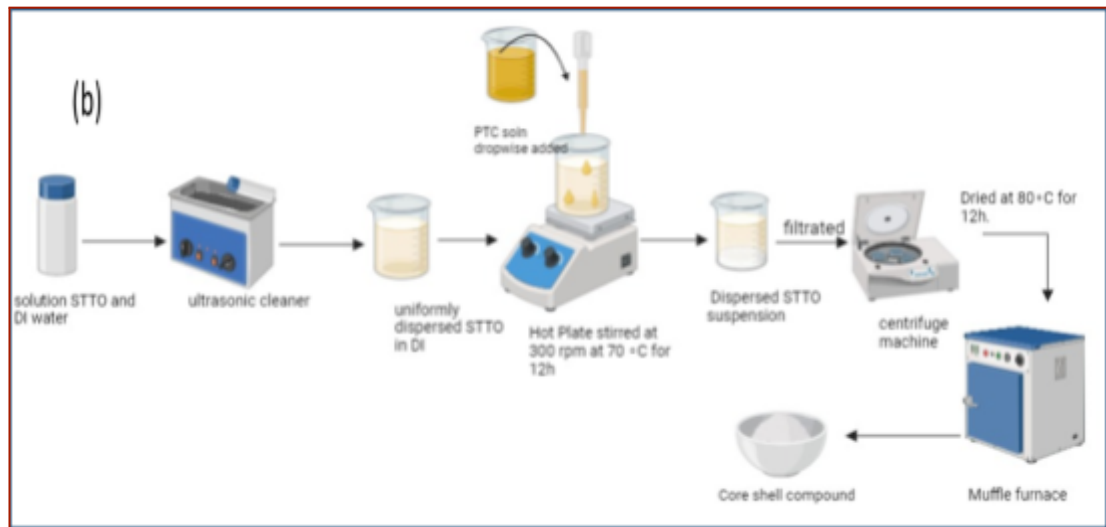 (b)
PTC soin
dropwise added
solution STTO and
DI water
ultrasonic cleaner
uniformly
dispersed STTO
in DI
Hot Plate stirred at
300 rpm at 70 ∘C for
12h
Dispersed STTO
suspension
filtrated
centrifuge
machine
Dried at 80∘C for
12h.
Muffle furnace
Core shell compound